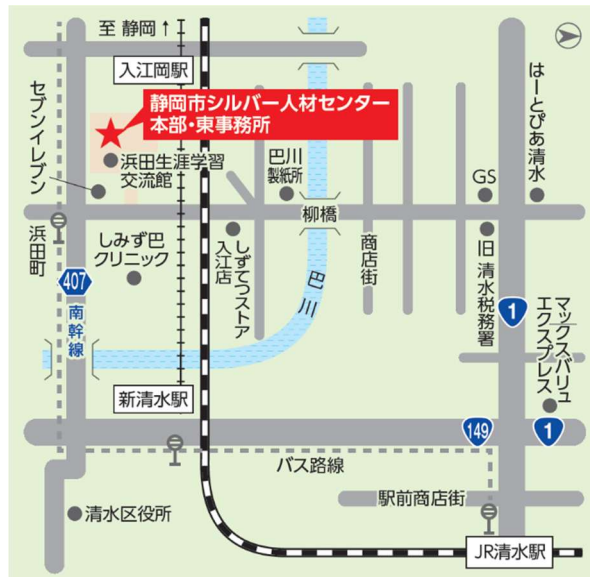 至 静岡 ↑
入江岡駅
静岡市シルバー人材センター
本部・東事務所
セブンイレブン
浜田生涯学習
交流館
巴川
製紙所
GS
はーとぴあ清水
柳橋
浜田町
しみず巴
クリニック
しずてつストア
入江店
商店街
旧 清水税務署
407
南幹線
巴川
1
マックスバリュ
エクスプレス
新清水駅
149
1
バス路線
駅前商店街
清水区役所
JR清水駅